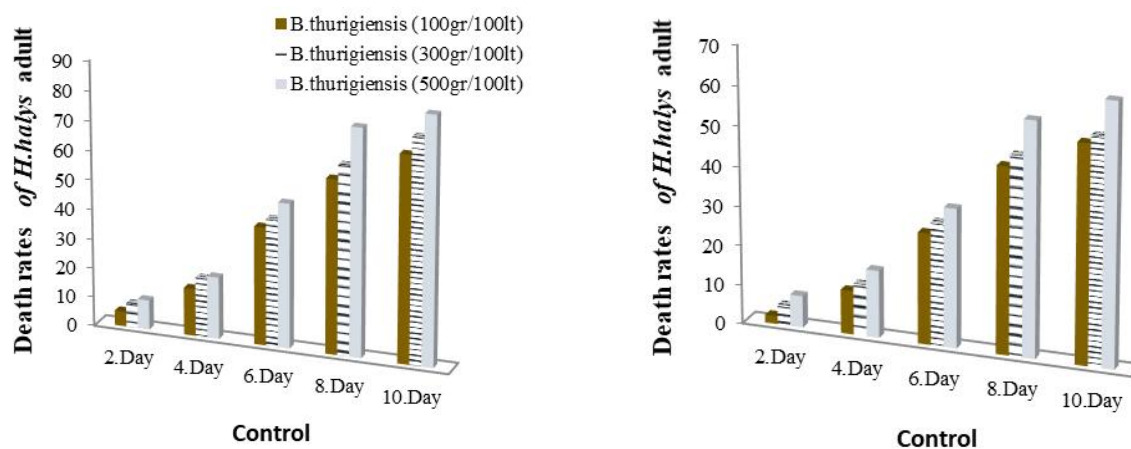 B.thurigiensis (100gr/100lt)
B.thurigiensis (300gr/100lt)
B.thurigiensis (500gr/100lt)
Death rates of H.halys adult
90
80
70
60
50
40
30
20
10
0
2.Day
4.Day
6.Day
8.Day
10.Day
Control
Death rates of H.halys adult
70
60
50
40
30
20
10
0
2.Day
4.Day
6.Day
8.Day
10.Day
Control